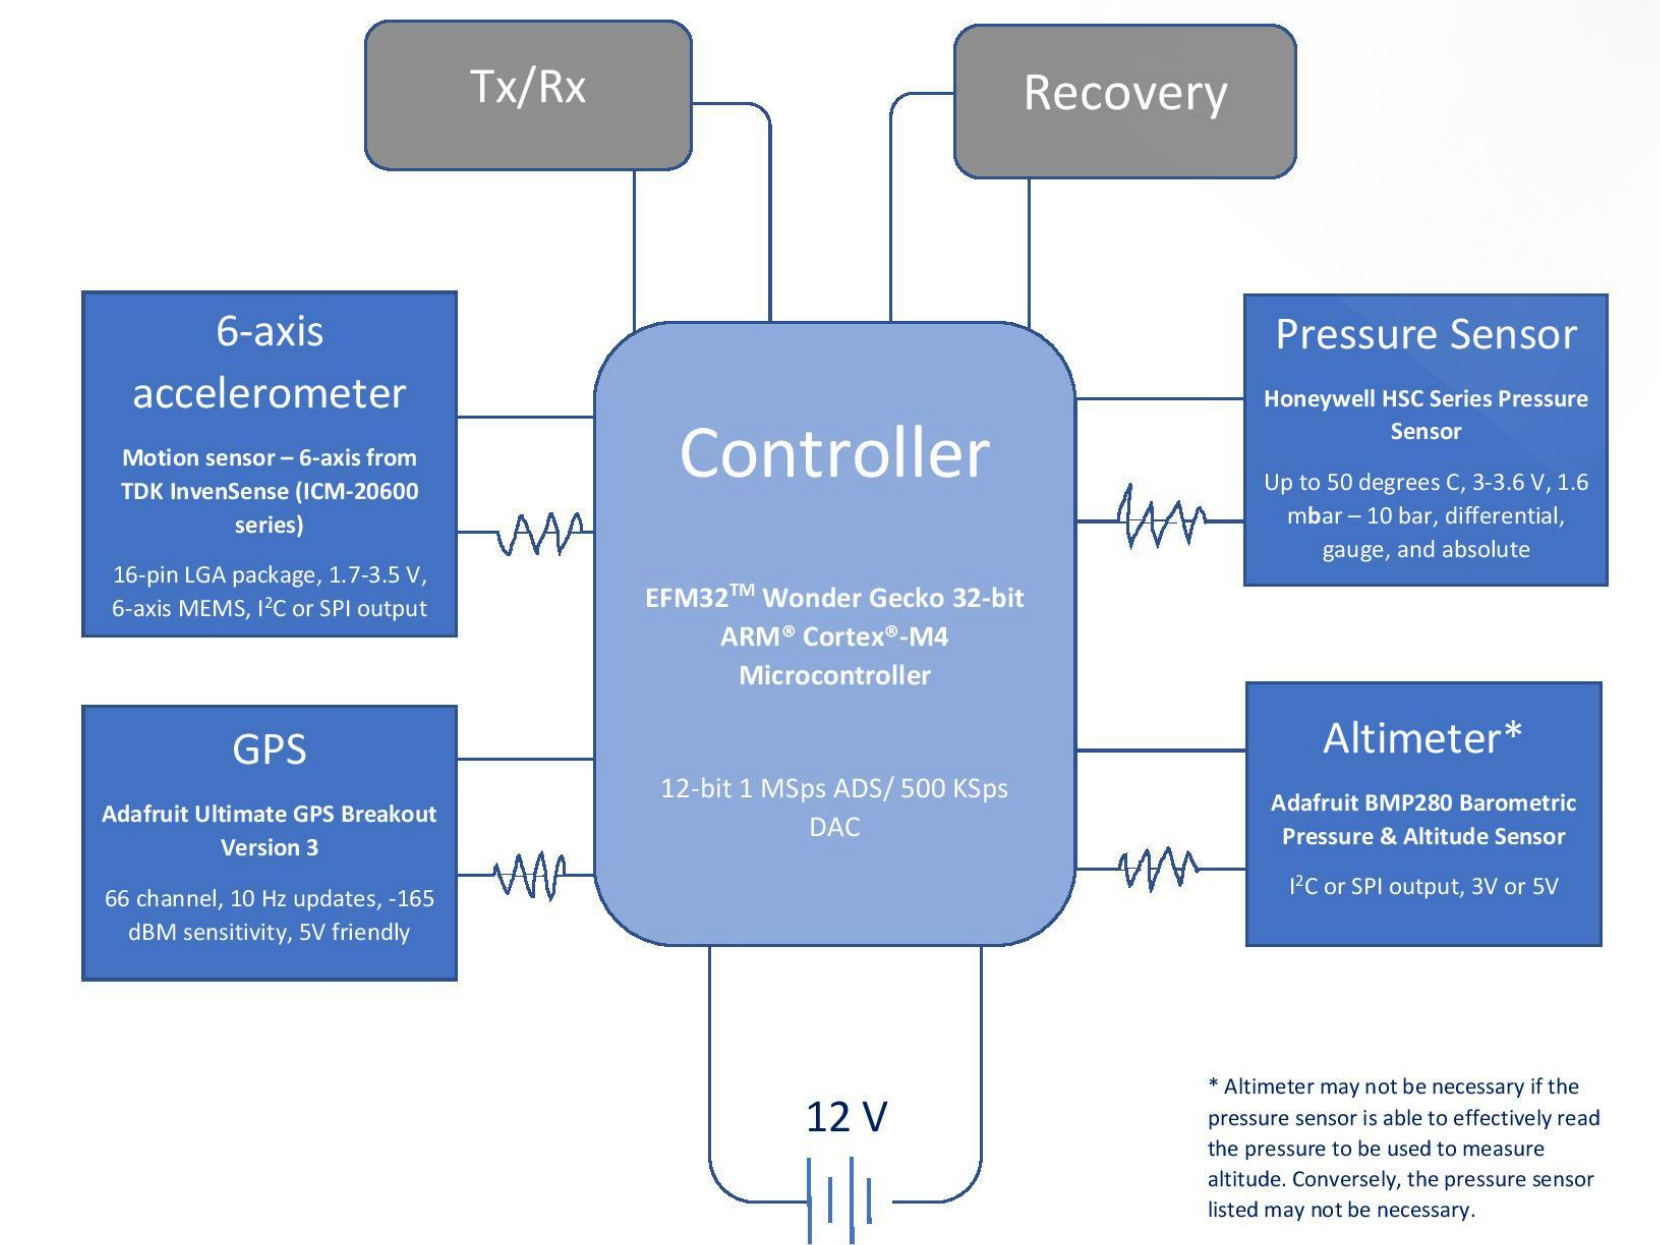 Tx/Rx
Recovery
6-axis
accelerometer
Motion sensor – 6-axis from
TDK InvenSense (ICM-20600
series)
16-pin LGA package, 1.7-3.5 V,
6-axis MEMS, I²C or SPI output
Pressure Sensor
Honeywell HSC Series Pressure
Sensor
Up to 50 degrees C, 3-3.6 V, 1.6
mbar – 10 bar, differential,
gauge, and absolute
Controller
EFM32™ Wonder Gecko 32-bit
ARM® Cortex®-M4
Microcontroller
12-bit 1 MSps ADS/ 500 KSps
DAC
GPS
Adafruit Ultimate GPS Breakout
Version 3
66 channel, 10 Hz updates, -165
dBM sensitivity, 5V friendly
Altimeter*
Adafruit BMP280 Barometric
Pressure & Altitude Sensor
I²C or SPI output, 3V or 5V
12 V
* Altimeter may not be necessary if the
pressure sensor is able to effectively read
the pressure to be used to measure
altitude. Conversely, the pressure sensor
listed may not be necessary.